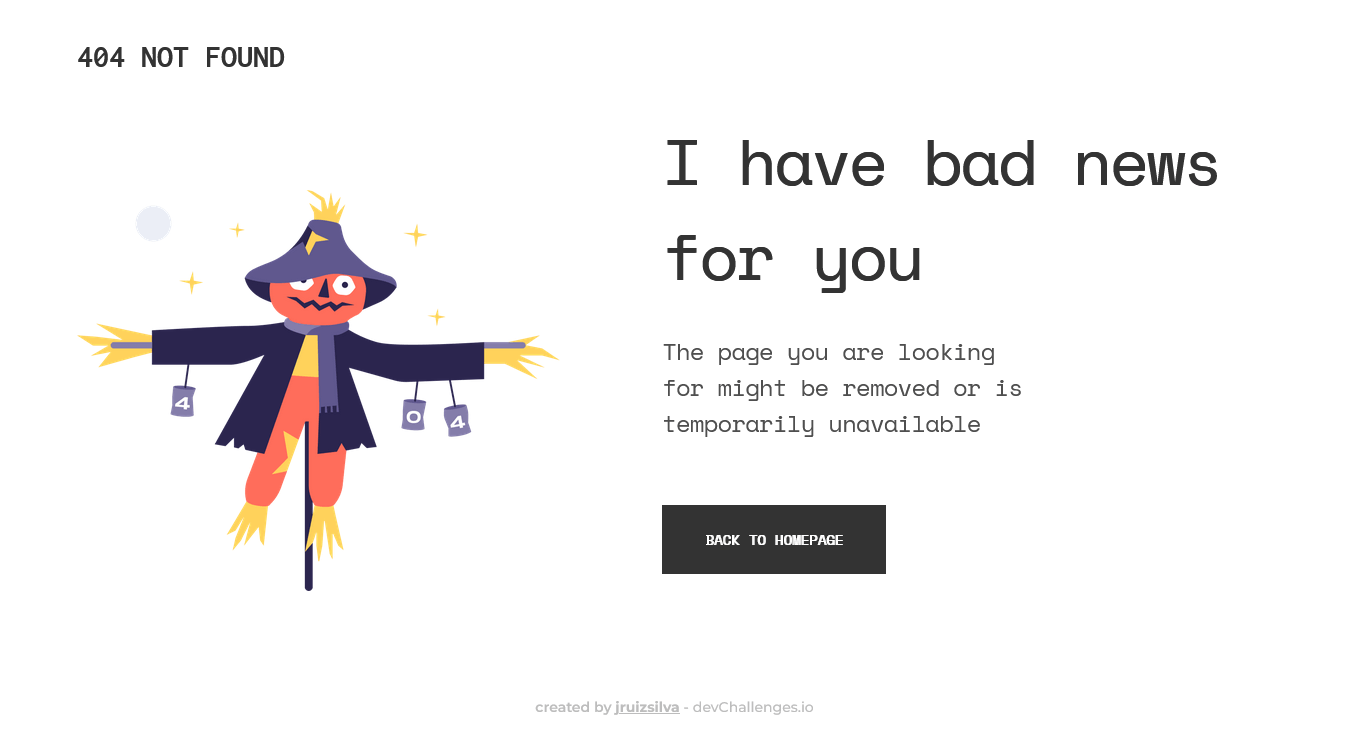 404 NOT FOUND
I have bad news
for you
The page you are looking
for might be removed or is
temporarily unavailable
BACK TO HOMEPAGE
4
0
4
created by jruizsilva - devChallenges.io